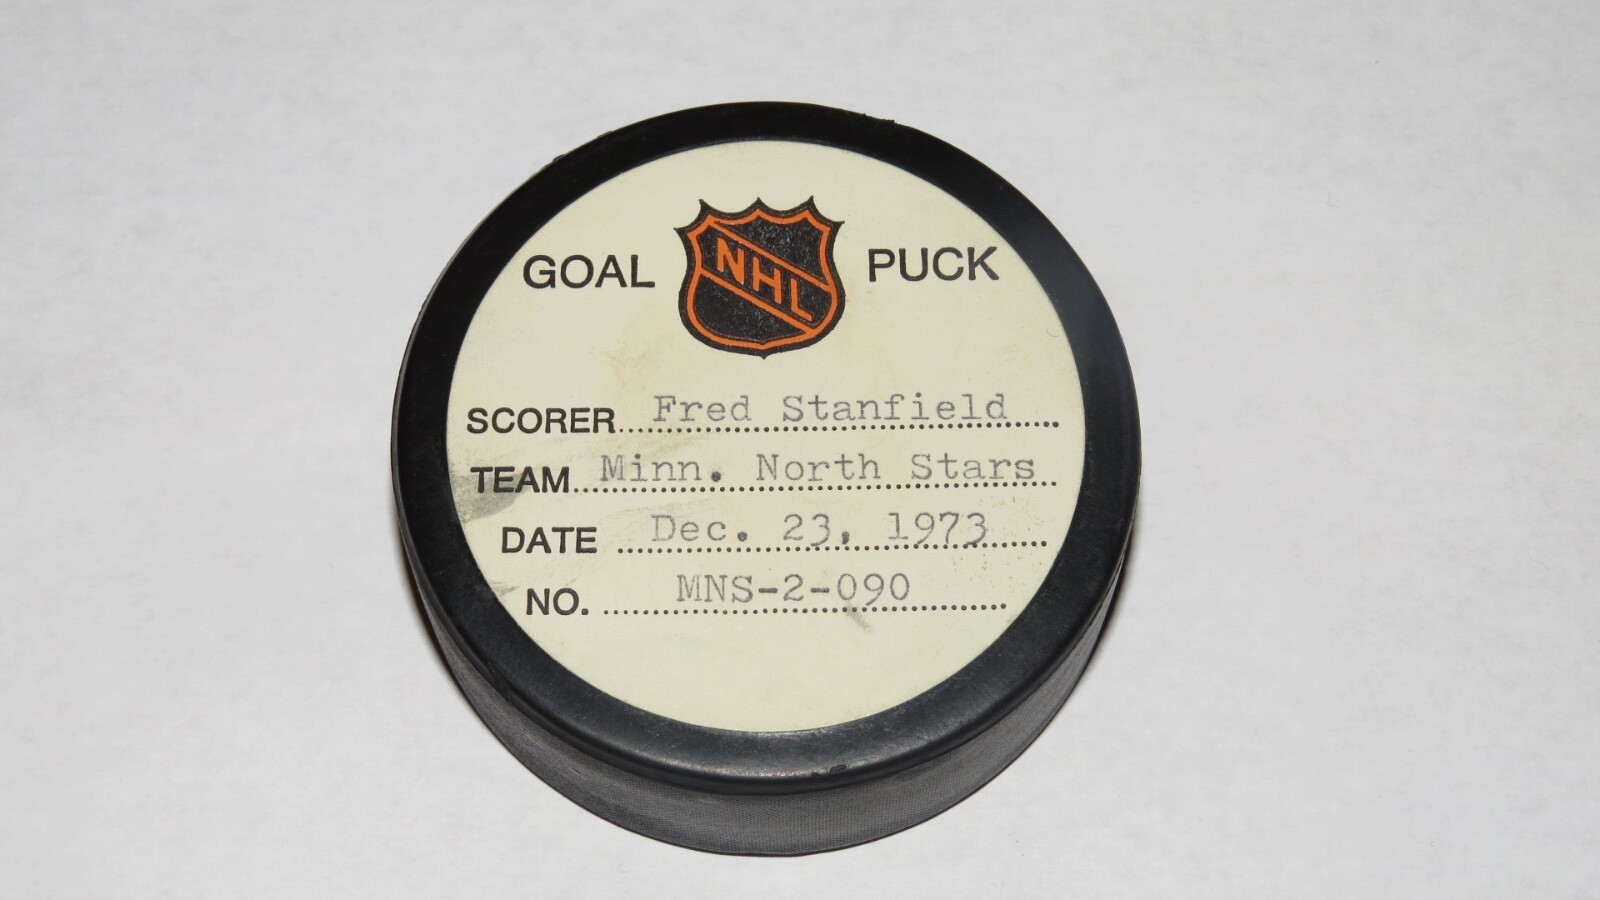 GOAL NHL PUCK
SCORER Fred Stanfield
TEAM Minn. North Stars
DATE Dec. 23, 1973
NO. MNS-2-090